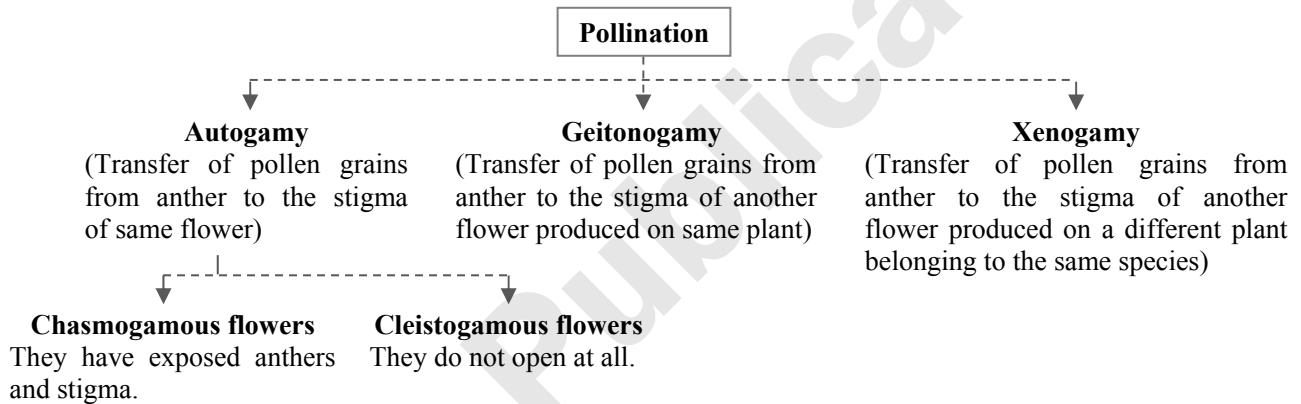 Pollination
Autogamy
(Transfer of pollen grains
from anther to the stigma
of same flower)
Geitonogamy
(Transfer of pollen grains from
anther to the stigma of another
flower produced on same plant)
Xenogamy
(Transfer of pollen grains from
anther to the stigma of another
flower produced on a different plant
belonging to the same species)
Chasmogamous flowers
They have exposed anthers
and stigma.
Cleistogamous flowers
They do not open at all.
Publica